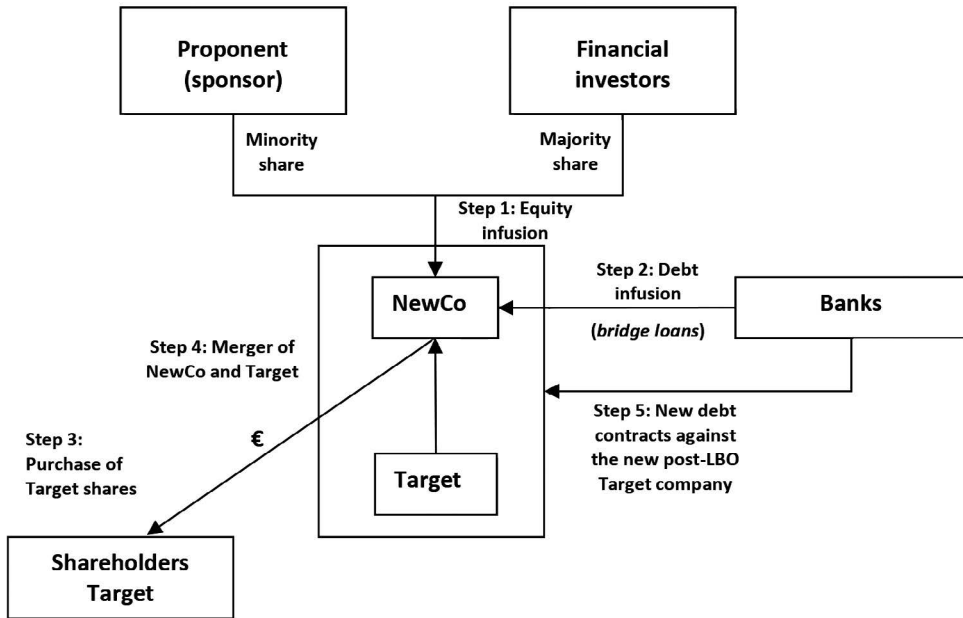 Proponent
(sponsor)
Financial
investors
Minority
share
Majority
share
Step 1: Equity
infusion
NewCo
Step 2: Debt
infusion
(bridge loans)
Banks
Step 4: Merger of
NewCo and Target
Step 3:
Purchase of
Target shares
€
Target
Step 5: New debt
contracts against
the new post-LBO
Target company
Shareholders
Target